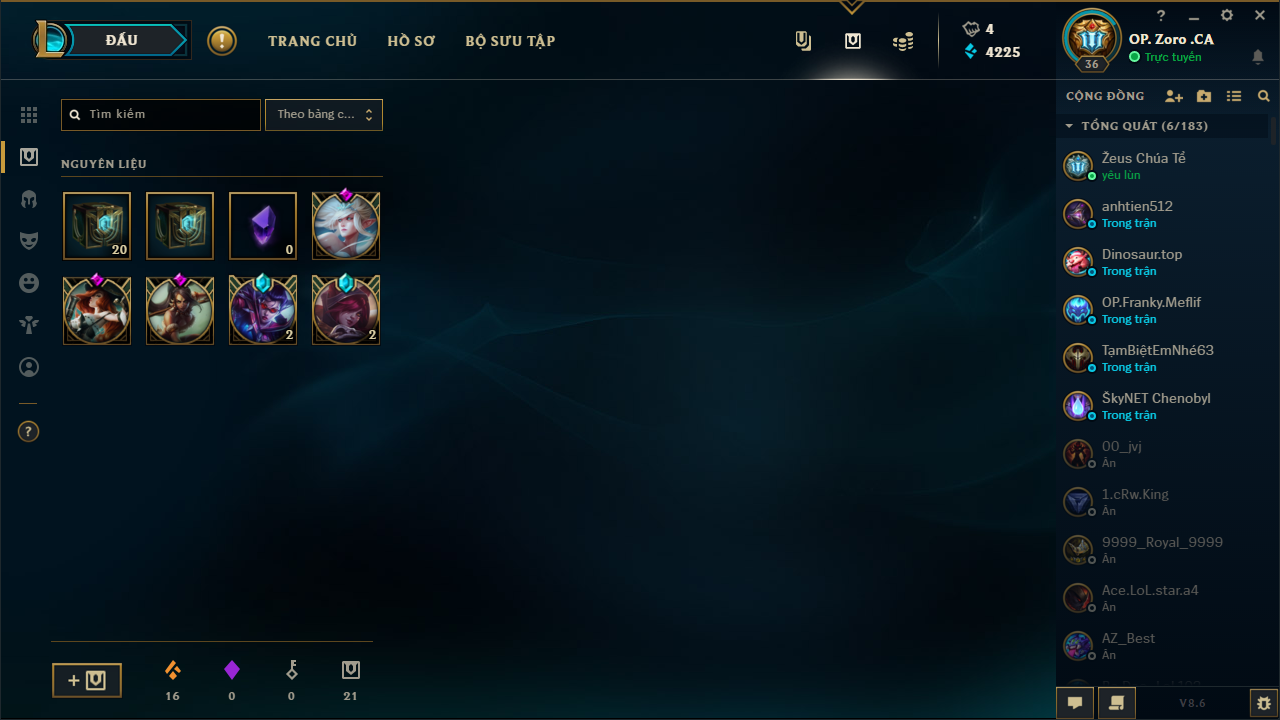 ĐẤU
!
TRANG CHỦ
HỒ SƠ
BỘ SƯU TẬP
4
4225
?
OP. Zoro .CA
Trực tuyến
36
Tìm kiếm
Theo bảng c...
NGUYÊN LIỆU
20
0
2
2
?
16
0
0
21
CỘNG ĐỒNG
TỔNG QUÁT (6/183)
Žeus Chúa Tể
yêu lùn
anhtien512
Trong trận
Dinosaur.top
Trong trận
OP.Franky.Meflif
Trong trận
TạmBiệtEmNhé63
Trong trận
ŠkyNET Chenobyl
Trong trận
00_jvj
Ẩn
1.cRw.King
Ẩn
9999_Royal_9999
Ẩn
Ace.LoL.star.a4
Ẩn
AZ_Best
Ẩn
V8.6